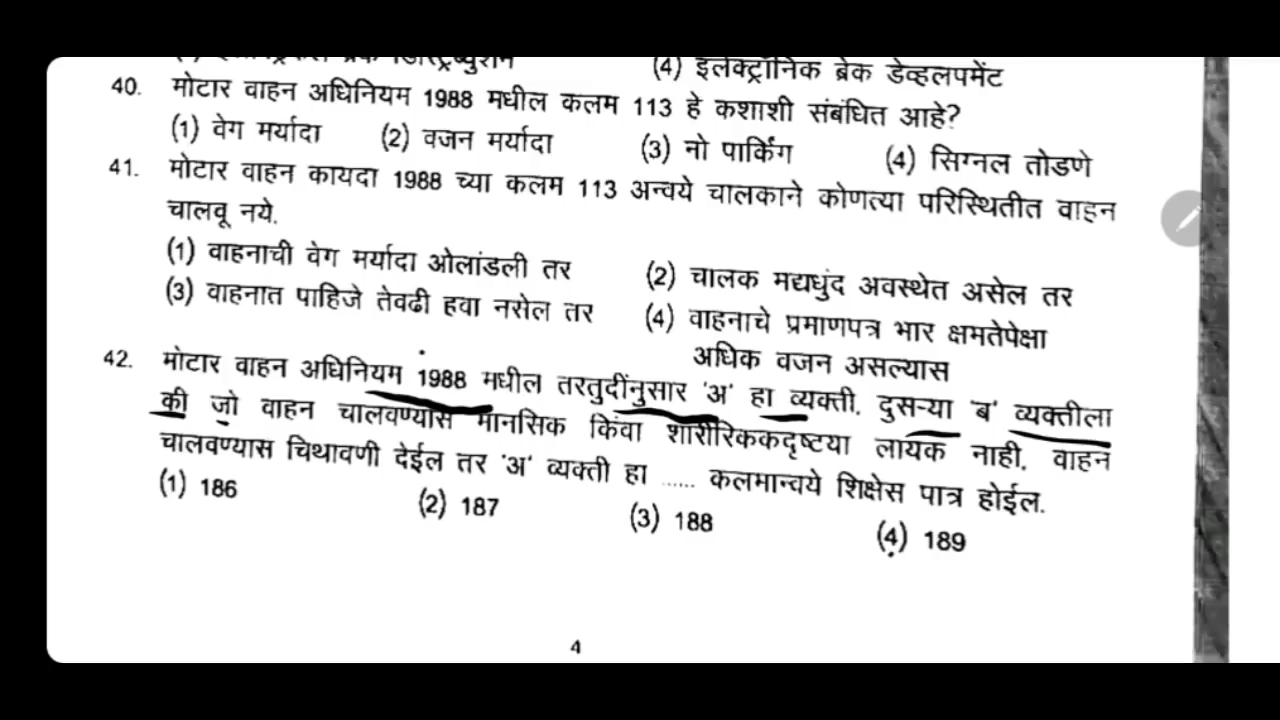 (4) इलेक्ट्रॉनिक ब्रेक डेव्हलपमेंट
40. मोटार वाहन अधिनियम 1988 मधील कलम 113 हे कशाशी संबंधित आहे?
(1) वेग मर्यादा (2) वजन मर्यादा (3) नो पार्किंग (4) सिग्नल तोडणे
41. मोटार वाहन कायदा 1988 च्या कलम 113 अन्वये चालकाने कोणत्या परिस्थितीत वाहन
चालवू नये.
(1) वाहनाची वेग मर्यादा ओलांडली तर (2) चालक मद्यधुंद अवस्थेत असेल तर
(3) वाहनात पाहिजे तेवढी हवा नसेल तर (4) वाहनाचे प्रमाणपत्र भार क्षमतेपेक्षा
अधिक वजन असल्यास
42. मोटार वाहन अधिनियम 1988 मधील तरतुदींनुसार 'अ' हा व्यक्ती, दुसऱ्या 'ब' व्यक्तीला
की जो वाहन चालवण्यास मानसिक किंवा शारीरिककदृष्टया लायक नाही, वाहन
चालवण्यास चिथावणी देईल तर 'अ' व्यक्ती हा ...... कलमान्वये शिक्षेस पात्र होईल.
(1) 186 (2) 187 (3) 188 (4) 189
4